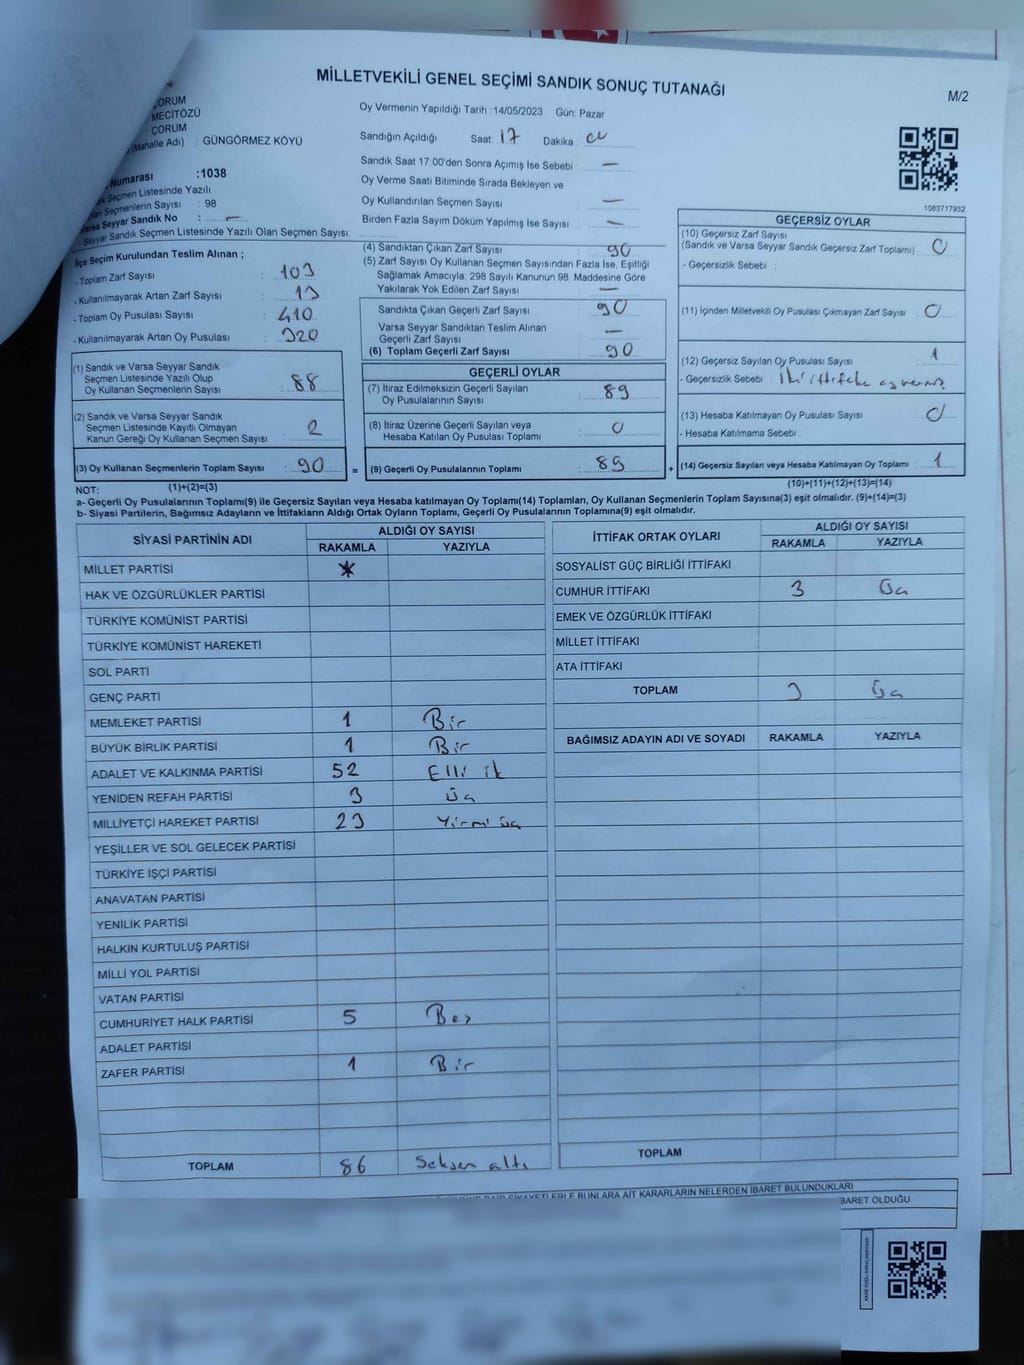 MİLLETVEKİLİ GENEL SEÇİMİ SANDIK SONUÇ TUTANAĞI
M/2
ÇORUM
MECİTÖZÜ
ÇORUM
(Mahalle Adı) : GÜNGÖRMEZ KÖYÜ
Numarası :1038
Seçmen Listesinde Yazılı
Seçmenlerin Sayısı : 98
Varsa Seyyar Sandık No : —
Seyyar Sandık Seçmen Listesinde Yazılı Olan Seçmen Sayısı:
İlçe Seçim Kurulundan Teslim Alınan ;
-Toplam Zarf Sayısı : 103
-Kullanılmayarak Artan Zarf Sayısı : 13
-Toplam Oy Pusulası Sayısı : 410
-Kullanılmayarak Artan Oy Pusulası : 320
Oy Vermenin Yapıldığı Tarih :14/05/2023 Gün: Pazar
Sandığın Açıldığı Saat: 17 Dakika :
Sandık Saat 17:00'den Sonra Açımış İse Sebebi : —
Oy Verme Saati Bitiminde Sırada Bekleyen ve
Oy Kullandırılan Seçmen Sayısı : —
Birden Fazla Sayım Döküm Yapılmış İse Sayısı : —
(4) Sandıktan Çıkan Zarf Sayısı : 90
(5) Zarf Sayısı Oy Kullanan Seçmen Sayısından Fazla İse, Eşitliği
Sağlamak Amacıyla; 298 Sayılı Kanunun 98. Maddesine Göre
Yakılarak Yok Edilen Zarf Sayısı : —
Sandıkta Çıkan Geçerli Zarf Sayısı : 90
Varsa Seyyar Sandıktan Teslim Alınan
Geçerli Zarf Sayısı : —
(6) Toplam Geçerli Zarf Sayısı : 90
1083717932
GEÇERSİZ OYLAR
(10) Geçersiz Zarf Sayısı
(Sandık ve Varsa Seyyar Sandık Geçersiz Zarf Toplamı) : 0
- Geçersizlik Sebebi :
(11) İçinden Milletvekili Oy Pusulası Çıkmayan Zarf Sayısı : 0
(12) Geçersiz Sayılan Oy Pusulası Sayısı : 1
- Geçersizlik Sebebi : İki ittifaka
(13) Hesaba Katılmayan Oy Pusulası Sayısı : 0
- Hesaba Katılmama Sebebi :
(14) Geçersiz Sayılan veya Hesaba Katılmayan Oy Toplamı : 1
(10)+(11)+(12)+(13)=(14)
(1) Sandık ve Varsa Seyyar Sandık
Seçmen Listesinde Yazılı Olup
Oy Kullanan Seçmenlerin Sayısı : 88
(2) Sandık ve Varsa Seyyar Sandık
Seçmen Listesinde Kayıtlı Olmayan
Kanun Gereği Oy Kullanan Seçmen Sayısı : 2
(3) Oy Kullanan Seçmenlerin Toplam Sayısı : 90 =
(1)+(2)=(3)
GEÇERLİ OYLAR
(7) İtiraz Edilmeksizin Geçerli Sayılan
Oy Pusulalarının Sayısı : 89
(8) İtiraz Üzerine Geçerli Sayılan veya
Hesaba Katılan Oy Pusulası Toplamı : 0
(9) Geçerli Oy Pusulalarının Toplamı : 89 +
NOT:
a- Geçerli Oy Pusulalarının Toplamı(9) ile Geçersiz Sayılan veya Hesaba katılmayan Oy Toplamı(14) Toplamları, Oy Kullanan Seçmenlerin Toplam Sayısına(3) eşit olmalıdır. (9)+(14)=(3)
b- Siyasi Partilerin, Bağımsız Adayların ve İttifakların Aldığı Ortak Oyların Toplamı, Geçerli Oy Pusulalarının Toplamına(9) eşit olmalıdır.
SİYASİ PARTİNİN ADI ALDIĞI OY SAYISI
RAKAMLA YAZIYLA
MİLLET PARTİSİ
HAK VE ÖZGÜRLÜKLER PARTİSİ
TÜRKİYE KOMÜNİST PARTİSİ
TÜRKİYE KOMÜNİST HAREKETİ
SOL PARTİ
GENÇ PARTİ
MEMLEKET PARTİSİ 1 Bir
BÜYÜK BİRLİK PARTİSİ 1 Bir
ADALET VE KALKINMA PARTİSİ 52 Elli ik
YENİDEN REFAH PARTİSİ 3 Üç
MİLLİYETÇİ HAREKET PARTİSİ 23 Yirmi üç
YEŞİLLER VE SOL GELECEK PARTİSİ
TÜRKİYE İŞÇİ PARTİSİ
ANAVATAN PARTİSİ
YENİLİK PARTİSİ
HALKIN KURTULUŞ PARTİSİ
MİLLİ YOL PARTİSİ
VATAN PARTİSİ
CUMHURİYET HALK PARTİSİ 5 Beş
ADALET PARTİSİ
ZAFER PARTİSİ 1 Bir
TOPLAM 86 Seksen altı
İTTİFAK ORTAK OYLARI ALDIĞI OY SAYISI
RAKAMLA YAZIYLA
SOSYALİST GÜÇ BİRLİĞİ İTTİFAKI
CUMHUR İTTİFAKI 3 Üç
EMEK VE ÖZGÜRLÜK İTTİFAKI
MİLLET İTTİFAKI
ATA İTTİFAKI
TOPLAM 3 Üç
BAĞIMSIZ ADAYIN ADI VE SOYADI RAKAMLA YAZIYLA
TOPLAM
ŞİKAYETLERLE BUNLARA AİT KARARLARIN NELERDEN İBARET BULUNDUKLARI
İBARET OLDUĞU